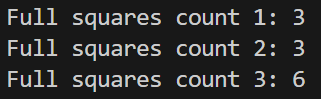 Full squares count 1: 3
Full squares count 2: 3
Full squares count 3: 6